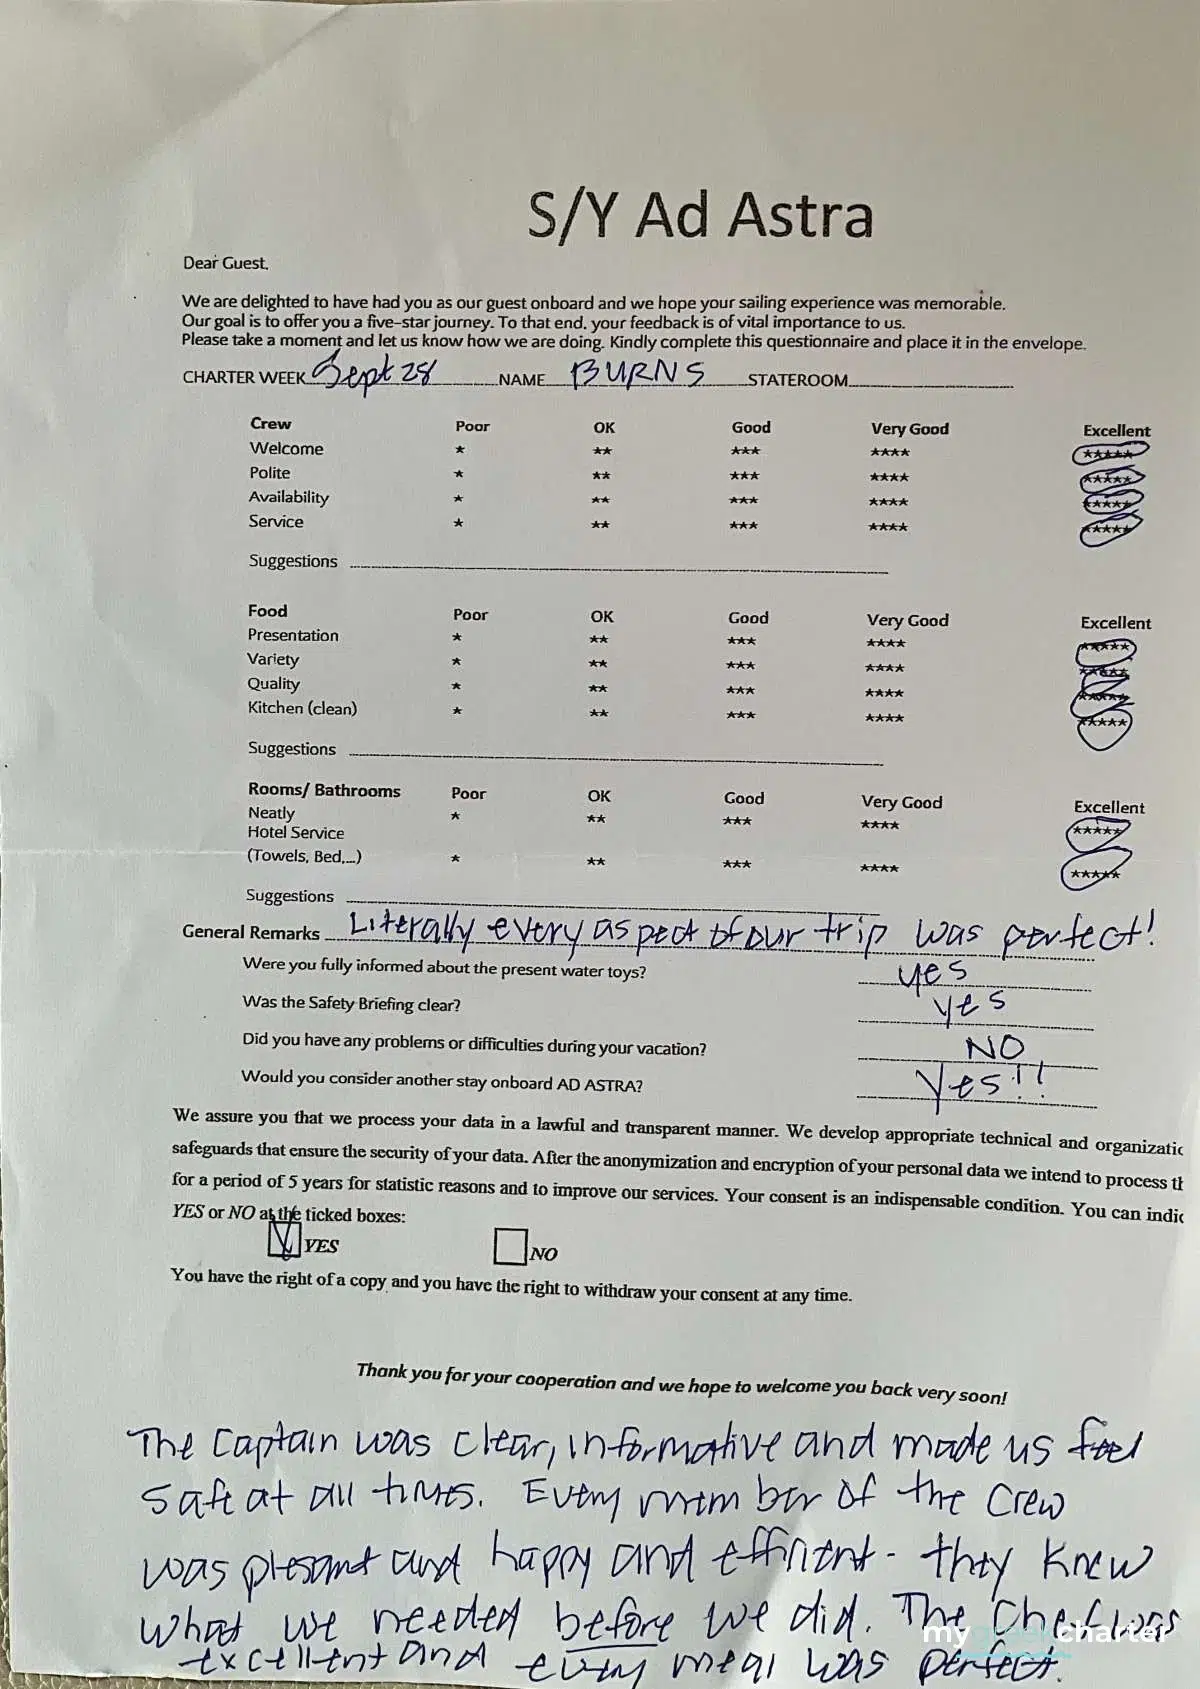 S/Y Ad Astra
Dear Guest,
We are delighted to have had you as our guest onboard and we hope your sailing experience was memorable.
Our goal is to offer you a five-star journey. To that end, your feedback is of vital importance to us.
Please take a moment and let us know how we are doing. Kindly complete this questionnaire and place it in the envelope.
CHARTER WEEK Sept 28 NAME BURNS STATEROOM
Crew Poor OK Good Very Good Excellent
Welcome * ** *** **** *****
Polite * ** *** **** *****
Availability * ** *** **** *****
Service * ** *** **** *****
Suggestions
Food Poor OK Good Very Good Excellent
Presentation * ** *** **** *****
Variety * ** *** **** *****
Quality * ** *** **** *****
Kitchen (clean) * ** *** **** *****
Suggestions
Rooms/ Bathrooms Poor OK Good Very Good Excellent
Neatly * ** *** **** *****
Hotel Service
(Towels, Bed,...) * ** *** **** *****
Suggestions
General Remarks Literally every aspect of our trip was perfect!
Were you fully informed about the present water toys? yes
Was the Safety Briefing clear? yes
Did you have any problems or difficulties during your vacation? NO
Would you consider another stay onboard AD ASTRA? Yes!!
We assure you that we process your data in a lawful and transparent manner. We develop appropriate technical and organizatic
safeguards that ensure the security of your data. After the anonymization and encryption of your personal data we intend to process th
for a period of 5 years for statistic reasons and to improve our services. Your consent is an indispensable condition. You can indic
YES or NO at the ticked boxes:
YES NO
You have the right of a copy and you have the right to withdraw your consent at any time.
Thank you for your cooperation and we hope to welcome you back very soon!
The Captain was clear, informative and made us feel
safe at all times. Every member of the crew
was plesant and happy and efficient - they knew
what we needed before we did. The Chef was
excellent and every meal was perfect.
mygreekcharter